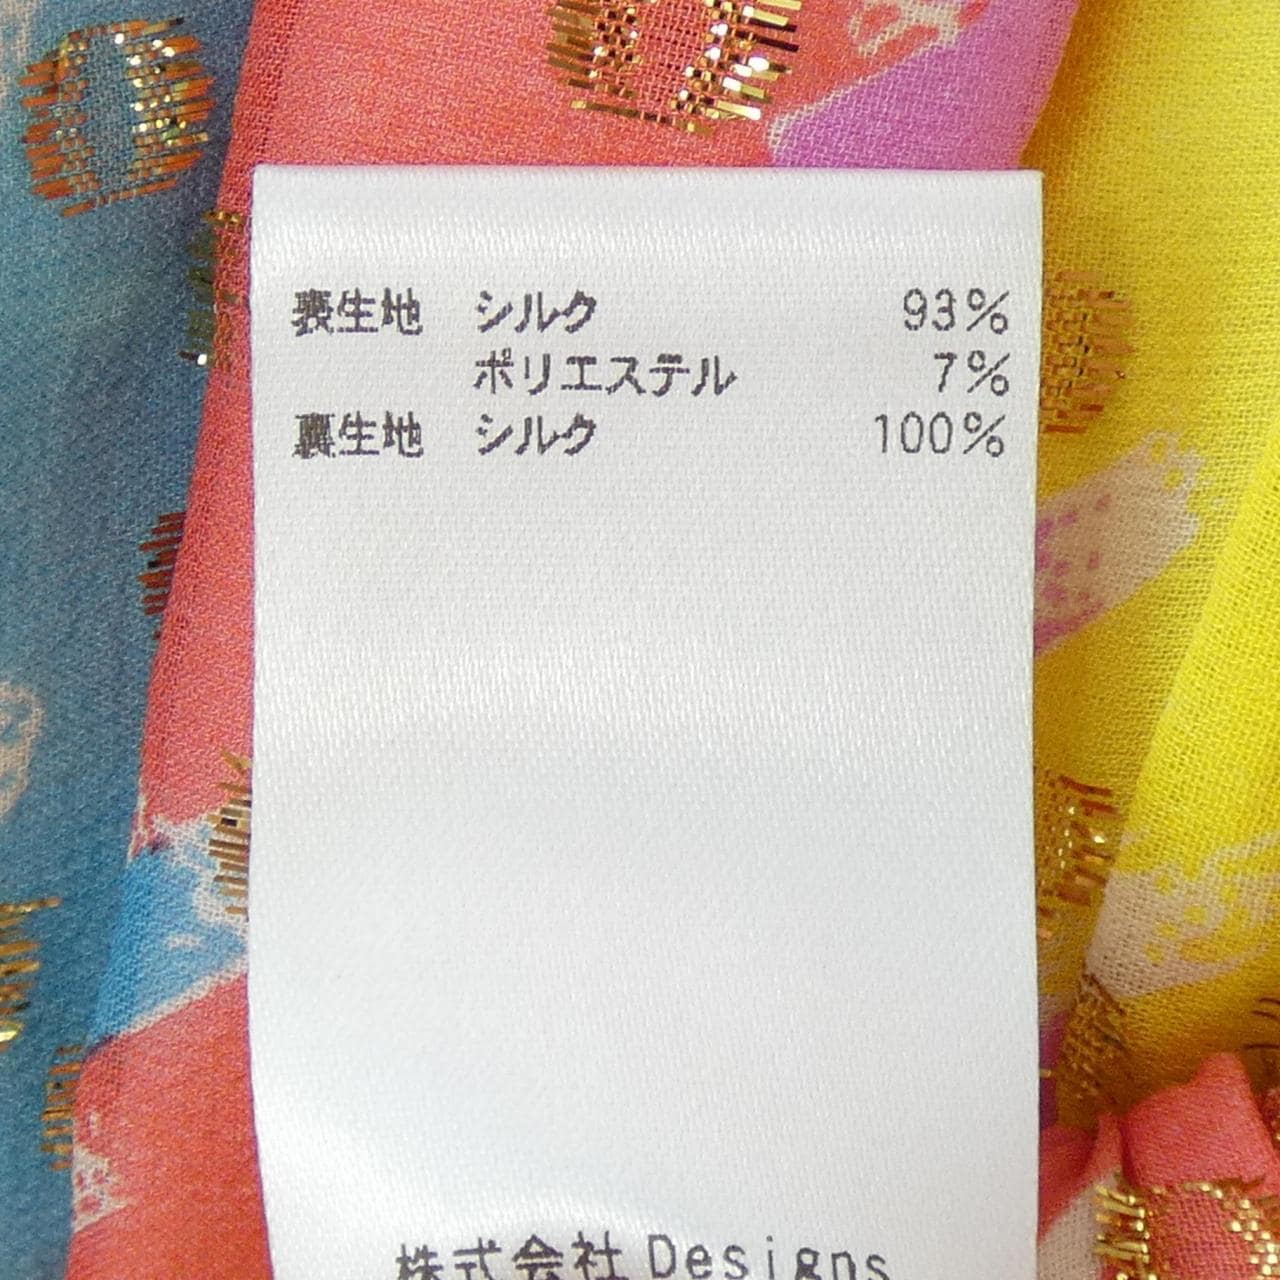 表生地 シルク 93%
ポリエステル 7%
裏生地 シルク 100%
株式会社 Designs